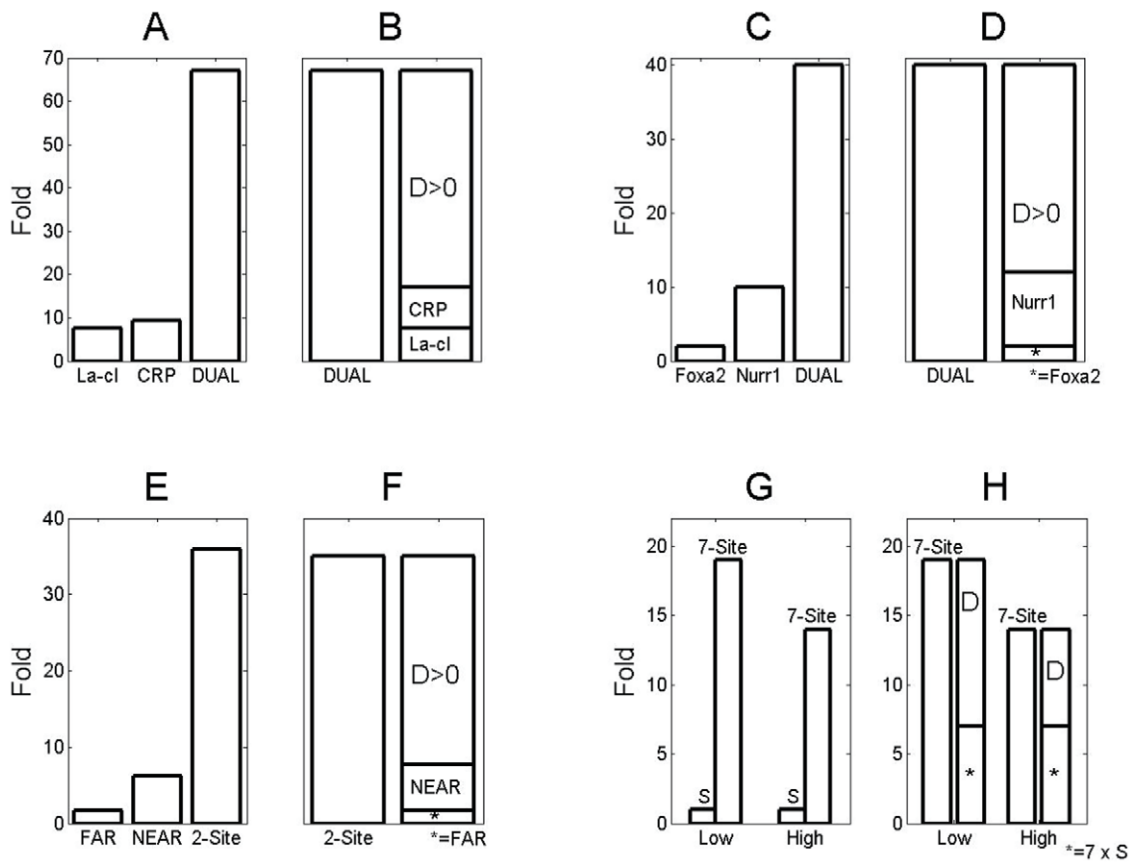 A
B
C
D
Fold
70
60
50
40
30
20
10
0
La-cI
CRP
DUAL
D>0
CRP
La-cI
DUAL
Fold
40
30
20
10
0
Foxa2
Nurr1
DUAL
D>0
Nurr1
*
DUAL
*=Foxa2
E
F
G
H
Fold
40
30
20
10
0
FAR
NEAR
2-Site
D>0
NEAR
*
2-Site
*=FAR
Fold
20
15
10
5
0
7-Site
7-Site
S
S
Low
High
20
15
10
5
0
7-Site
D
7-Site
D
*
*
Low
High
*=7 x S